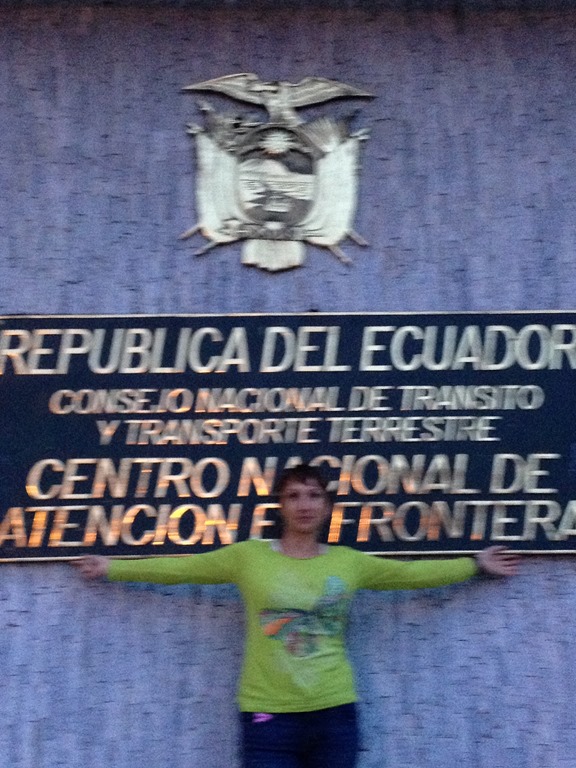 REPUBLICA DEL ECUADOR
CONSEJO NACIONAL DE TRANSITO
Y TRANSPORTE TERRESTRE
CENTRO NACIONAL DE
ATENCION FRONTERA